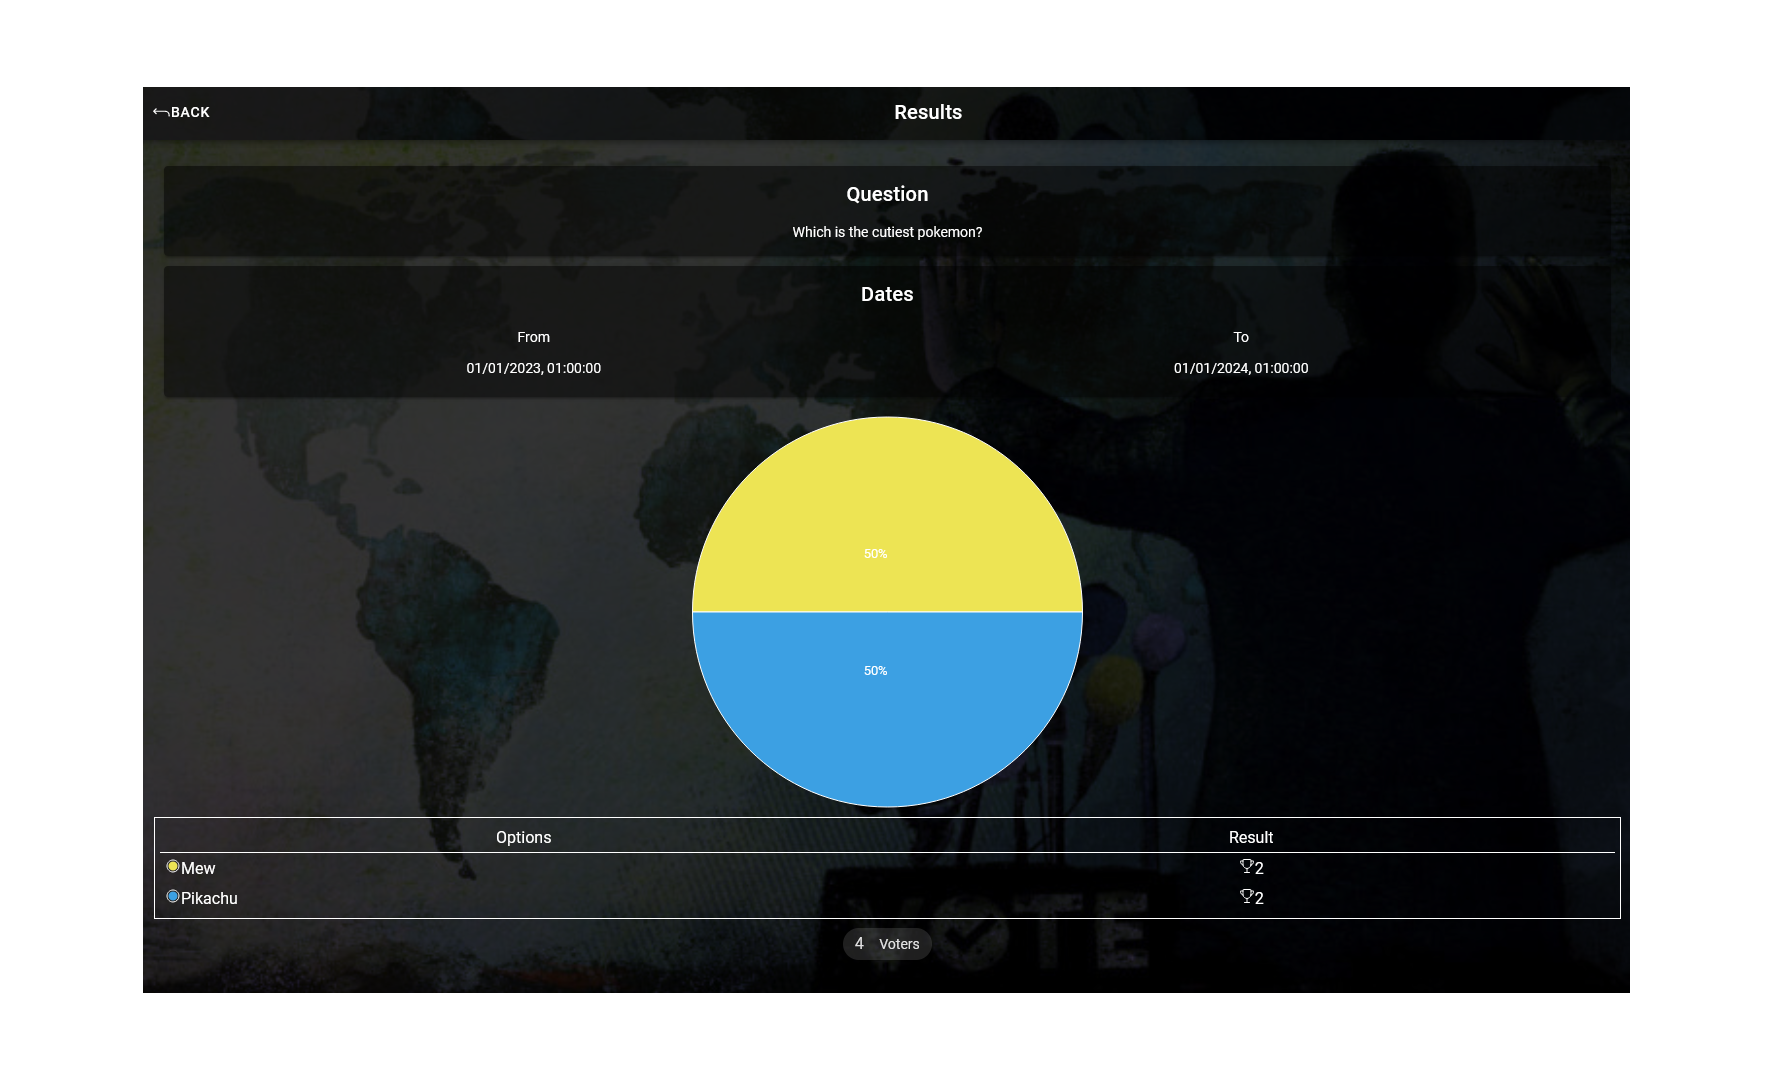 BACK
Results
Question
Which is the cutiest pokemon?
Dates
From
To
01/01/2023, 01:00:00
01/01/2024, 01:00:00
50%
50%
Options
Result
Mew
2
Pikachu
2
VOTE
4 Voters